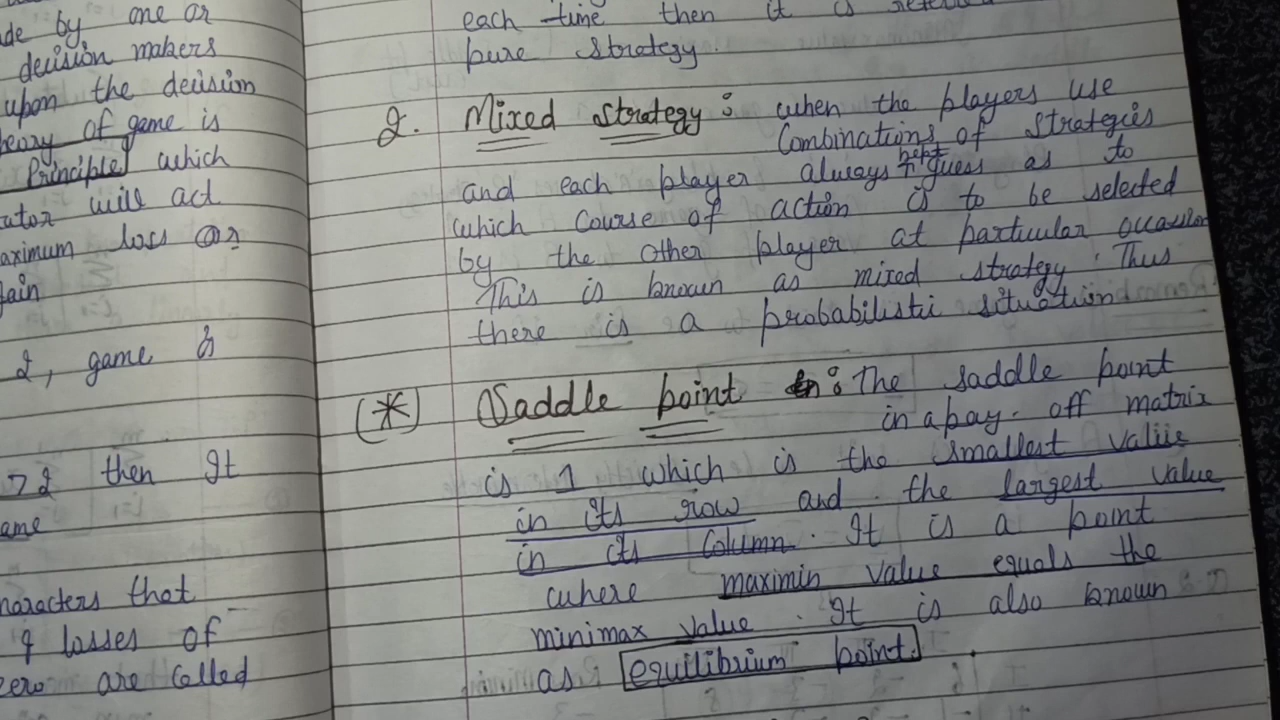 by one or
decision makers
upon the decision
of game is
Principle which
will act
loss or
2, game is
then It
that
losses of
zero are called
each time then it is
pure strategy.
2. Mixed strategy : when the players use
Combinations of strategies
and each player always kept guess as to
which course of action is to be selected
by the other player at particular occasion
This is known as mixed strategy. Thus
there is a probabilistic situation
(*) Saddle point : The saddle point
in a pay-off matrix
is 1 which is the smallest value
in its row and the largest value
in its column. It is a point
where maximin value equals the
minimax value. It is also known
as equilibrium point.